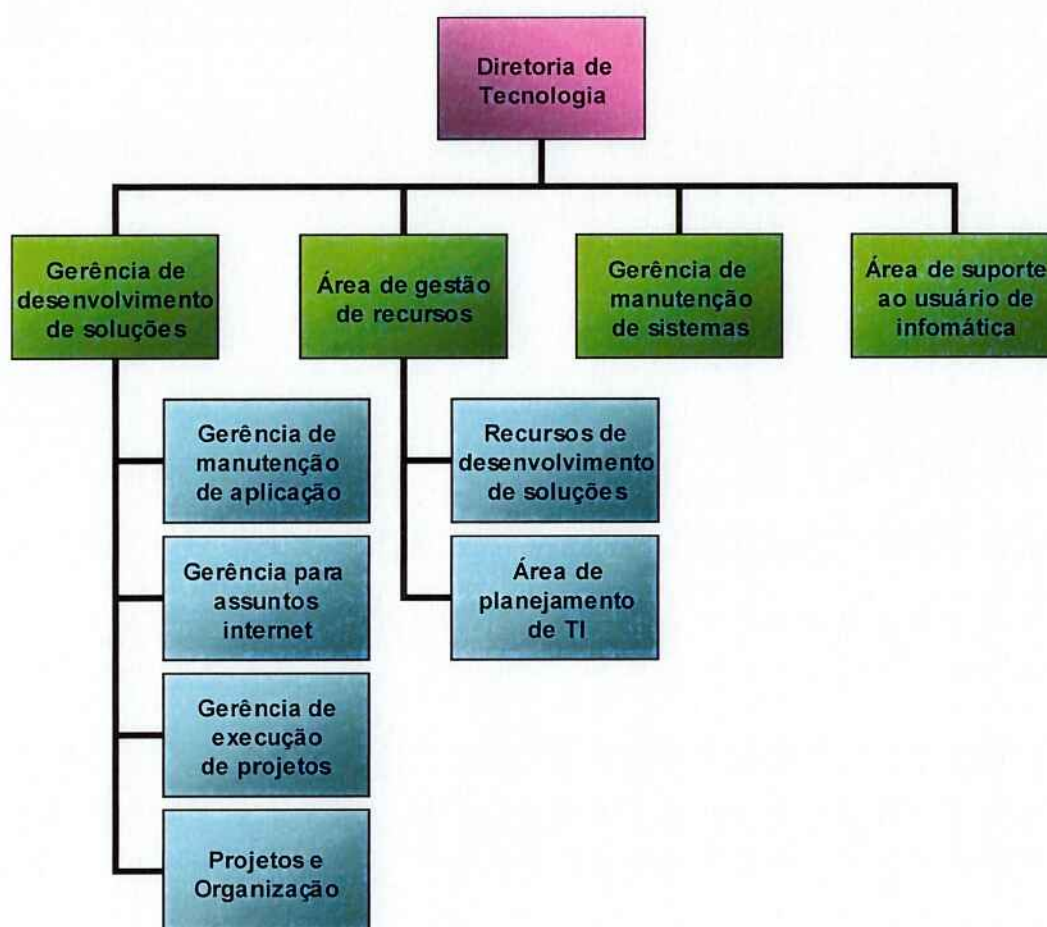 Diretoria de
Tecnologia
Gerência de
desenvolvimento
de soluções
Área de gestão
de recursos
Gerência de
manutenção
de sistemas
Área de suporte
ao usuário de
infomática
Gerência de
manutenção
de aplicação
Recursos de
desenvolvimento
de soluções
Gerência para
assuntos
internet
Área de
planejamento
de TI
Gerência de
execução
de projetos
Projetos e
Organização